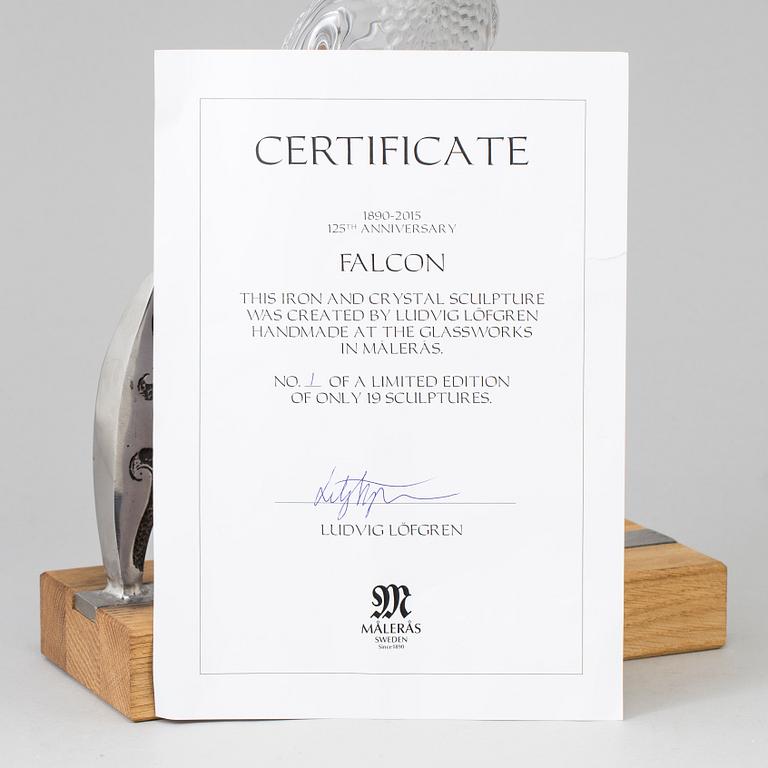 CERTIFICATE
1890-2015
125TH ANNIVERSARY
FALCON
THIS IRON AND CRYSTAL SCULPTURE
WAS CREATED BY LUDVIG LÖFGREN
HANDMADE AT THE GLASSWORKS
IN MÅLERÅS.
NO. 1 OF A LIMITED EDITION
OF ONLY 19 SCULPTURES.
LUDVIG LÖFGREN
M
MÅLERÅS
SWEDEN
Since 1890